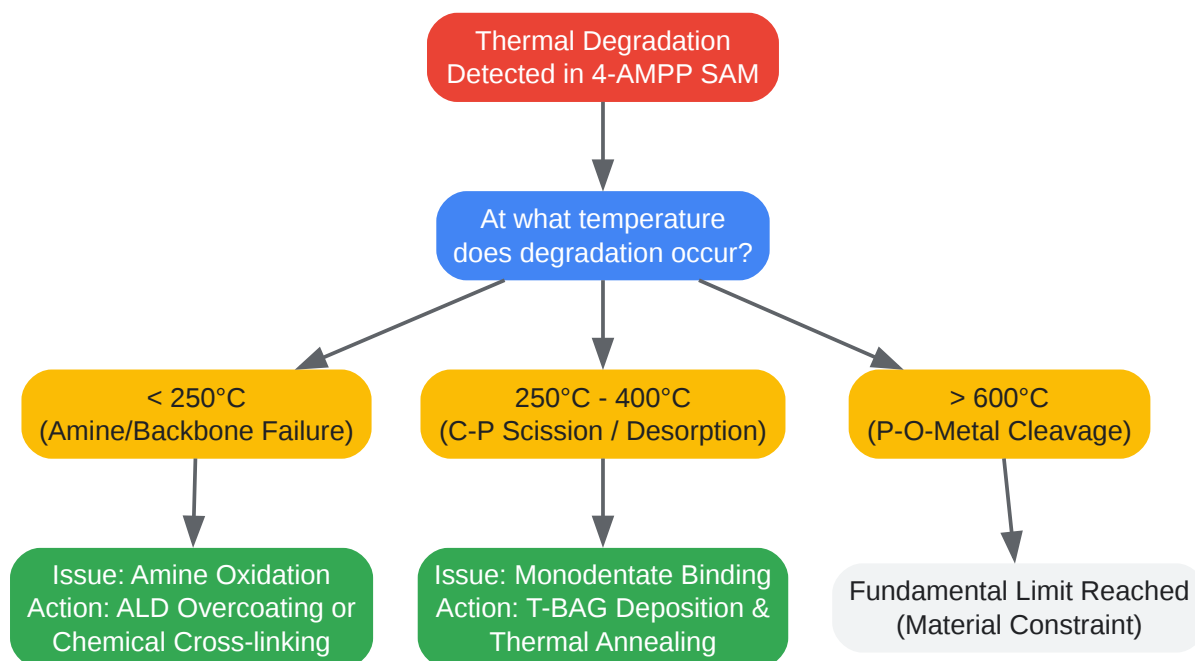 Thermal Degradation
Detected in 4-AMPP SAM
At what temperature
does degradation occur?
< 250°C
(Amine/Backbone Failure)
250°C - 400°C
(C-P Scission / Desorption)
> 600°C
(P-O-Metal Cleavage)
Issue: Amine Oxidation
Action: ALD Overcoating or
Chemical Cross-linking
Issue: Monodentate Binding
Action: T-BAG Deposition &
Thermal Annealing
Fundamental Limit Reached
(Material Constraint)